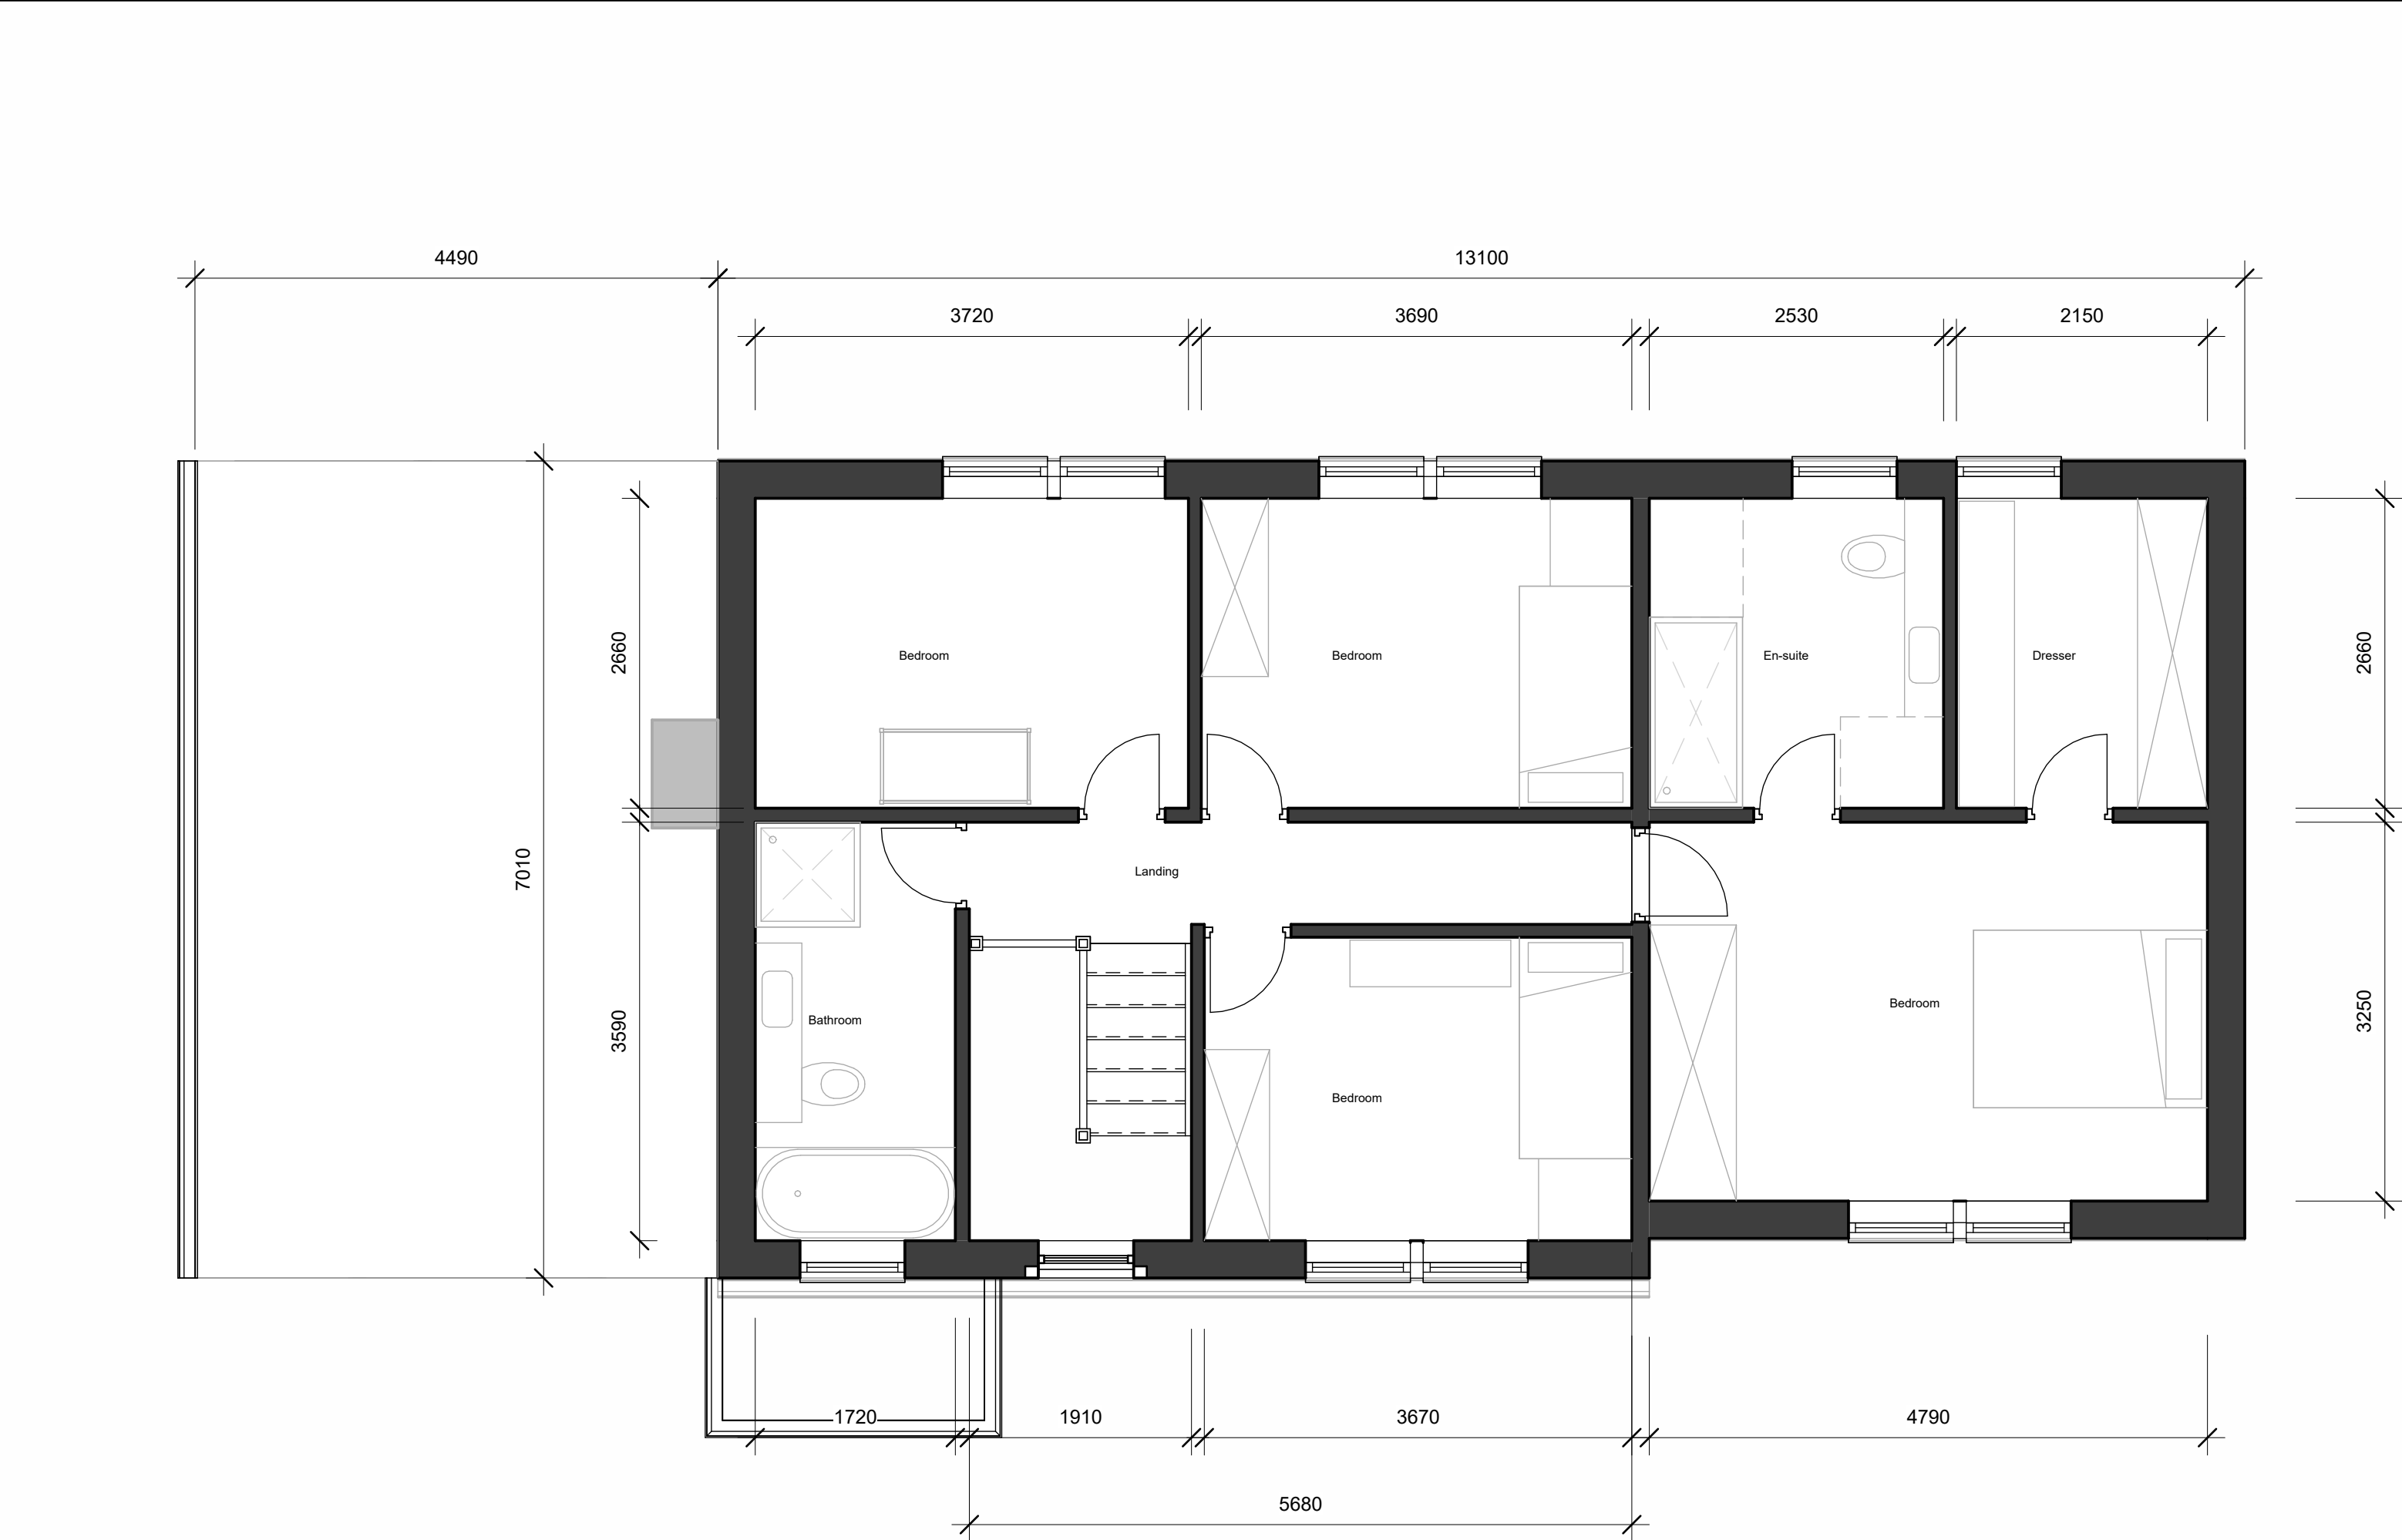 4490 13100
3720 3690 2530 2150
2660 Bedroom Bedroom En-suite Dresser 2660
7010 Landing
3590 Bathroom Bedroom 3250
Bedroom
1720 1910 3670 4790
5680